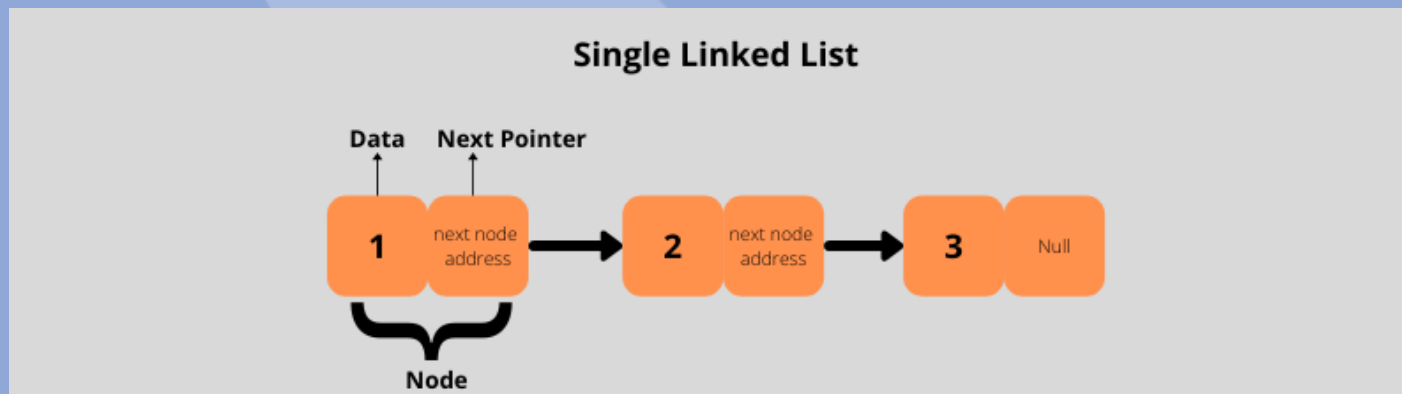 Single Linked List
Data
Next Pointer
1
next node
address
2
next node
address
3
Null
Node